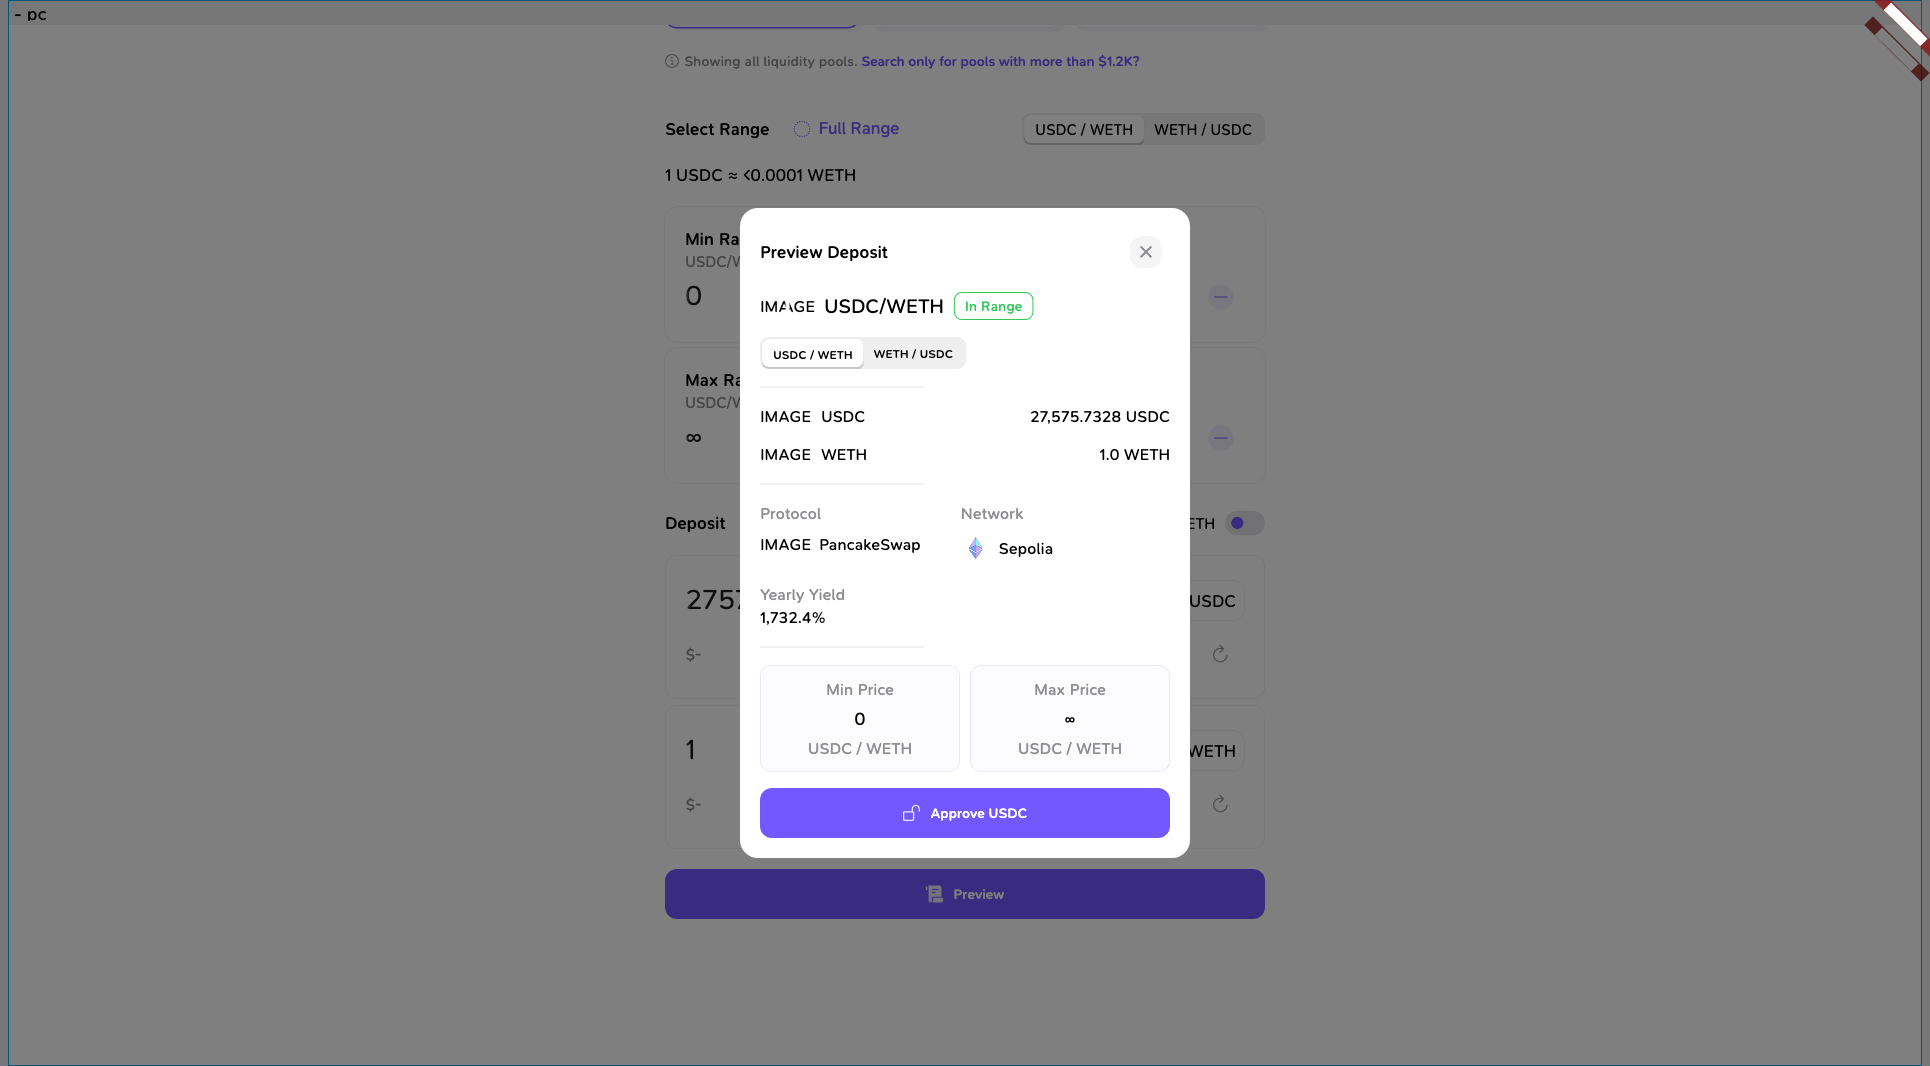 - pc
Showing all liquidity pools. Search only for pools with more than $1.2K?
Select Range Full Range USDC / WETH WETH / USDC
1 USDC ≈ <0.0001 WETH
Min Ra
USDC/W
0
Max Ra
USDC/W
∞
Deposit ETH
2757 USDC
$-
1 WETH
$-
Preview
Preview Deposit
IMAGE USDC/WETH In Range
USDC / WETH WETH / USDC
IMAGE USDC 27,575.7328 USDC
IMAGE WETH 1.0 WETH
Protocol Network
IMAGE PancakeSwap Sepolia
Yearly Yield
1,732.4%
Min Price Max Price
0 ∞
USDC / WETH USDC / WETH
Approve USDC